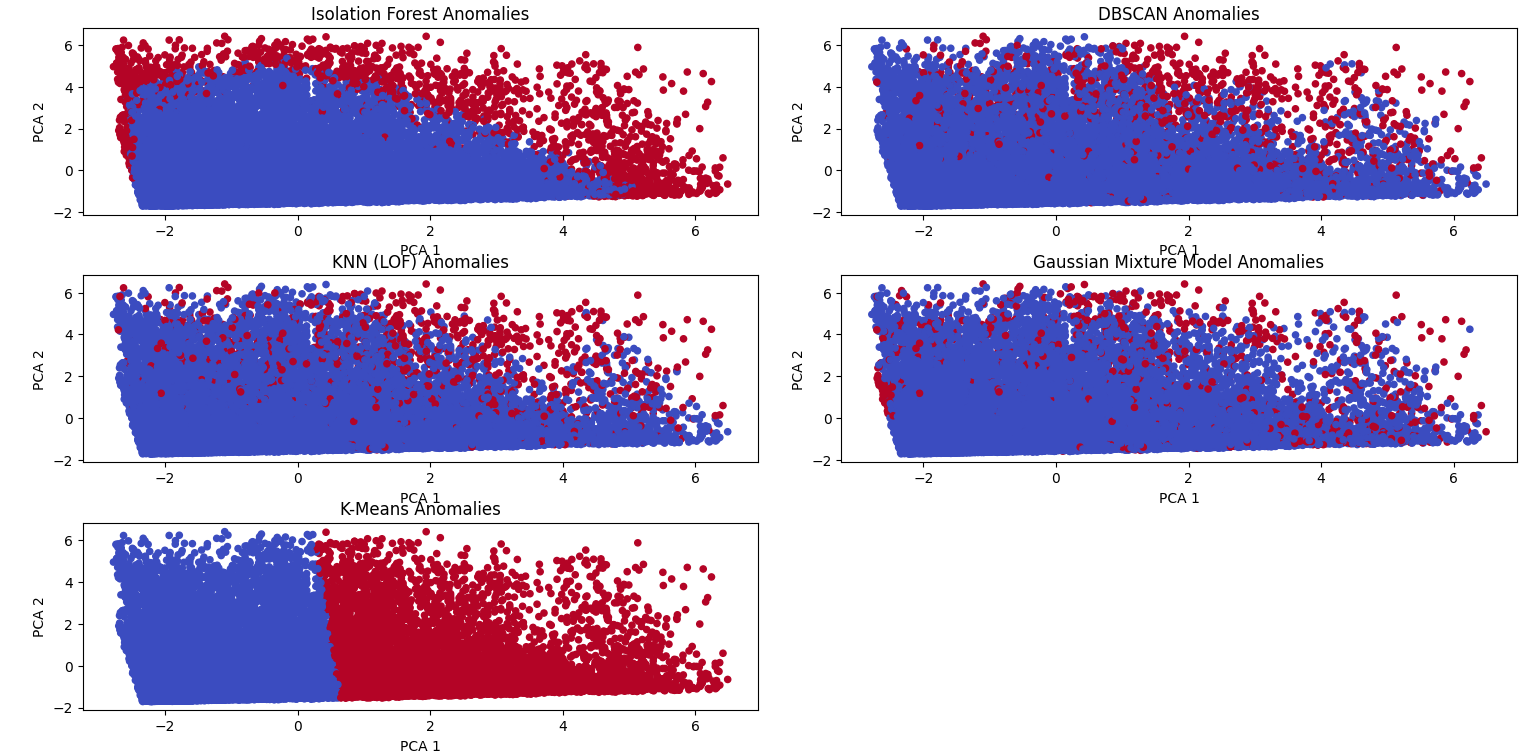 Isolation Forest Anomalies
DBSCAN Anomalies
PCA 2
6
4
2
0
−2
−2 0 2 4 6
PCA 1
PCA 2
6
4
2
0
−2
−2 0 2 4 6
PCA 1
KNN (LOF) Anomalies
Gaussian Mixture Model Anomalies
PCA 2
6
4
2
0
−2
−2 0 2 4 6
PCA 1
PCA 2
6
4
2
0
−2
−2 0 2 4 6
PCA 1
K-Means Anomalies
PCA 2
6
4
2
0
−2
−2 0 2 4 6
PCA 1